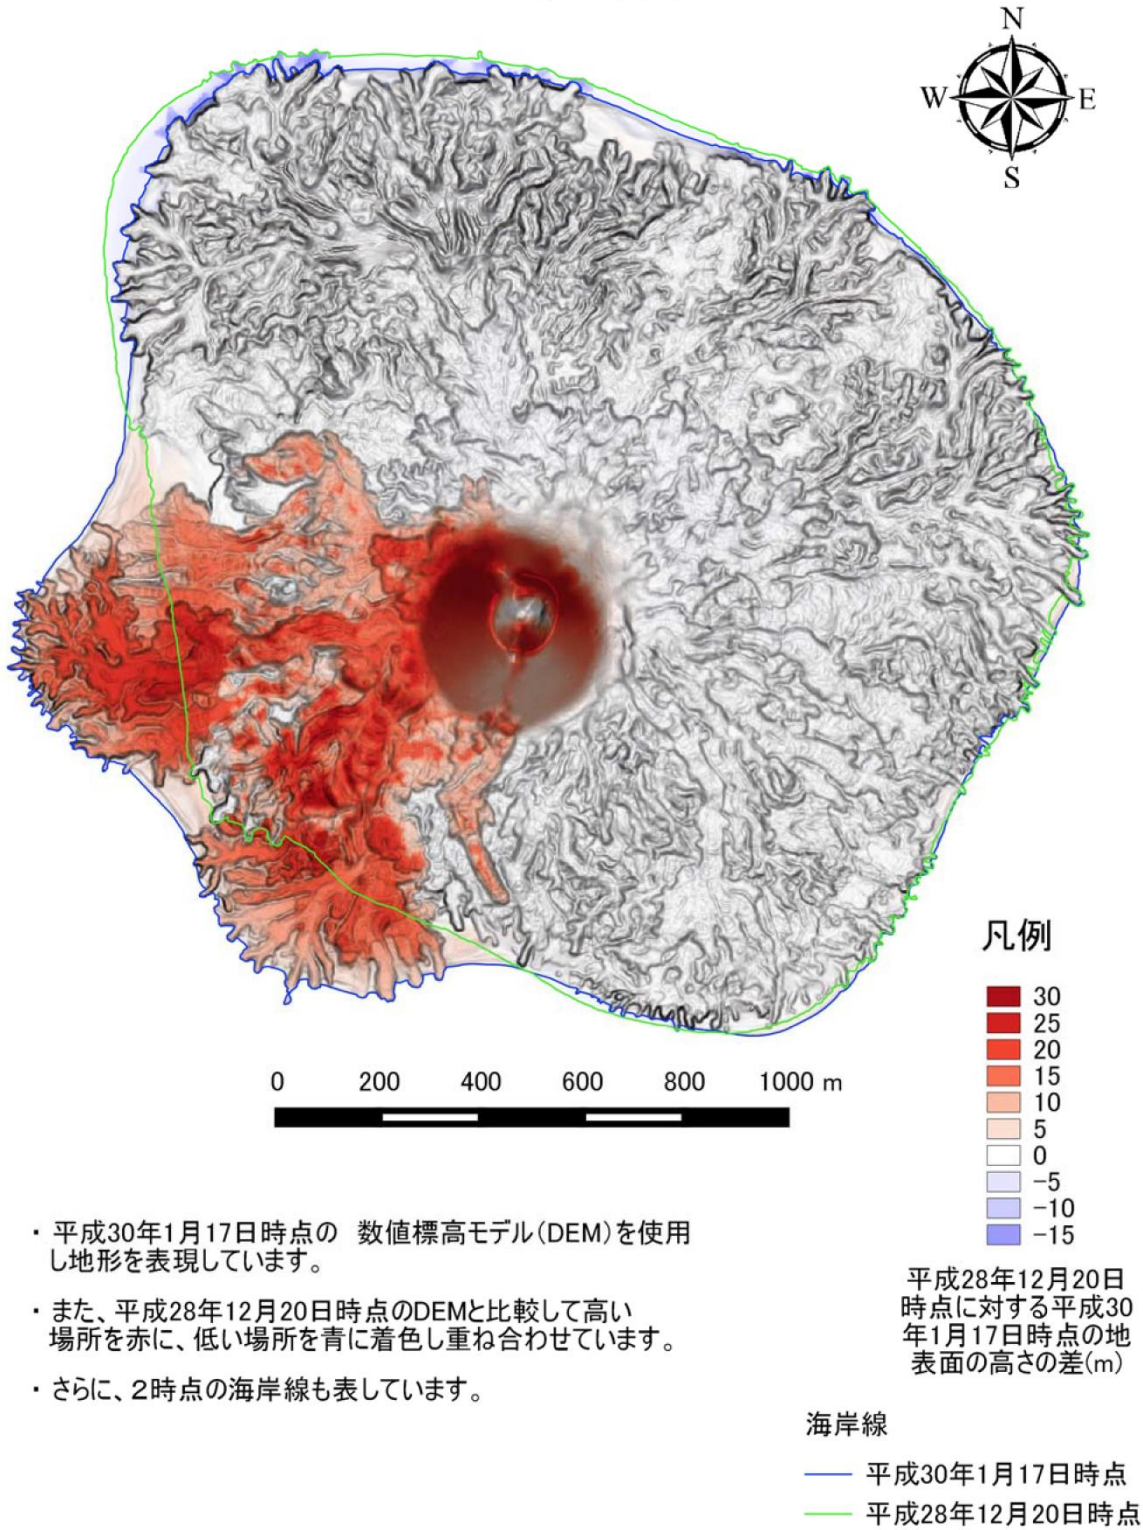 N
W
E
S
凡例
30
25
20
15
10
5
0
-5
-10
-15
0 200 400 600 800 1000 m
平成28年12月20日
時点に対する平成30
年1月17日時点の地
表面の高さの差(m)
・ 平成30年1月17日時点の 数値標高モデル(DEM)を使用
し地形を表現しています。
・ また、平成28年12月20日時点のDEMと比較して高い
場所を赤に、低い場所を青に着色し重ね合わせています。
・ さらに、2時点の海岸線も表しています。
海岸線
平成30年1月17日時点
平成28年12月20日時点